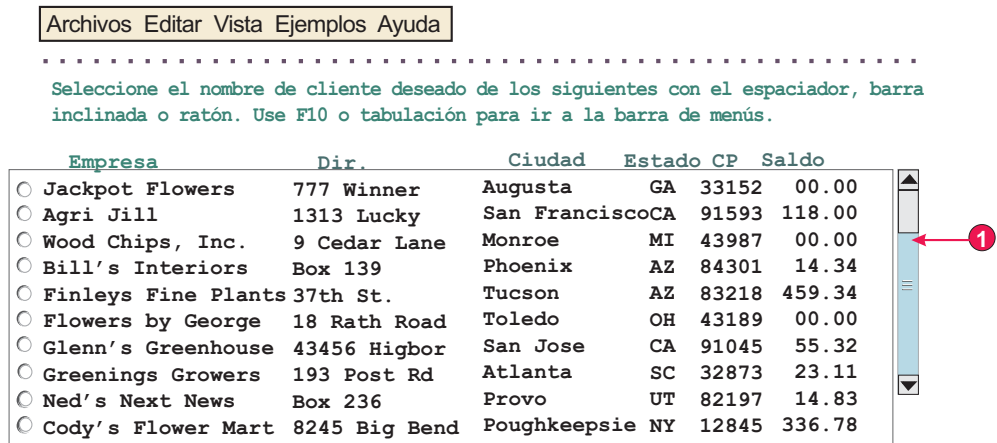 Archivos Editar Vista Ejemplos Ayuda
Seleccione el nombre de cliente deseado de los siguientes con el espaciador, barra
inclinada o ratón. Use F10 o tabulación para ir a la barra de menús.
Empresa Dir. Ciudad Estado CP Saldo
Jackpot Flowers 777 Winner Augusta GA 33152 00.00
Agri Jill 1313 Lucky San Francisco CA 91593 118.00
Wood Chips, Inc. 9 Cedar Lane Monroe MI 43987 00.00
1
Bill's Interiors Box 139 Phoenix AZ 84301 14.34
Finleys Fine Plants 37th St. Tucson AZ 83218 459.34
Flowers by George 18 Rath Road Toledo OH 43189 00.00
Glenn's Greenhouse 43456 Higbor San Jose CA 91045 55.32
Greenings Growers 193 Post Rd Atlanta SC 32873 23.11
Ned's Next News Box 236 Provo UT 82197 14.83
Cody's Flower Mart 8245 Big Bend Poughkeepsie NY 12845 336.78